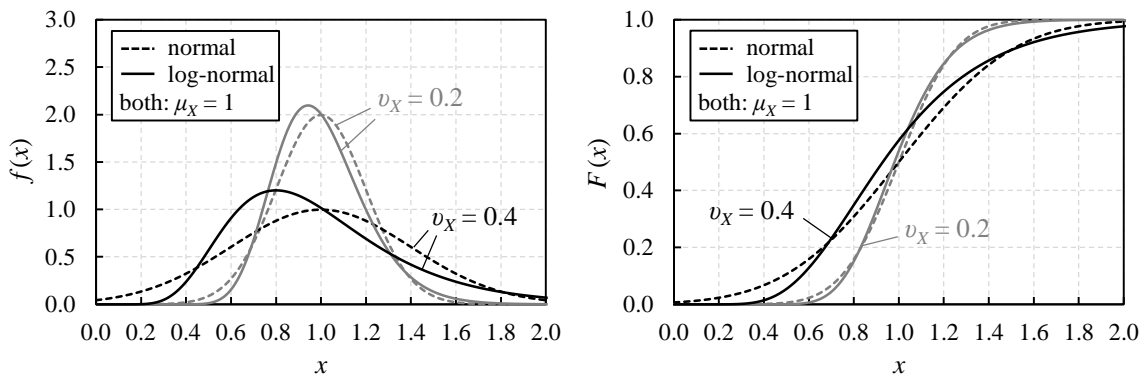 3.0
2.5
2.0
1.5
1.0
0.5
0.0
f (x)
normal
log-normal
both: μX = 1
υX = 0.2
υX = 0.4
0.0 0.2 0.4 0.6 0.8 1.0 1.2 1.4 1.6 1.8 2.0
x
1.0
0.8
0.6
0.4
0.2
0.0
F (x)
normal
log-normal
both: μX = 1
υX = 0.4
υX = 0.2
0.0 0.2 0.4 0.6 0.8 1.0 1.2 1.4 1.6 1.8 2.0
x